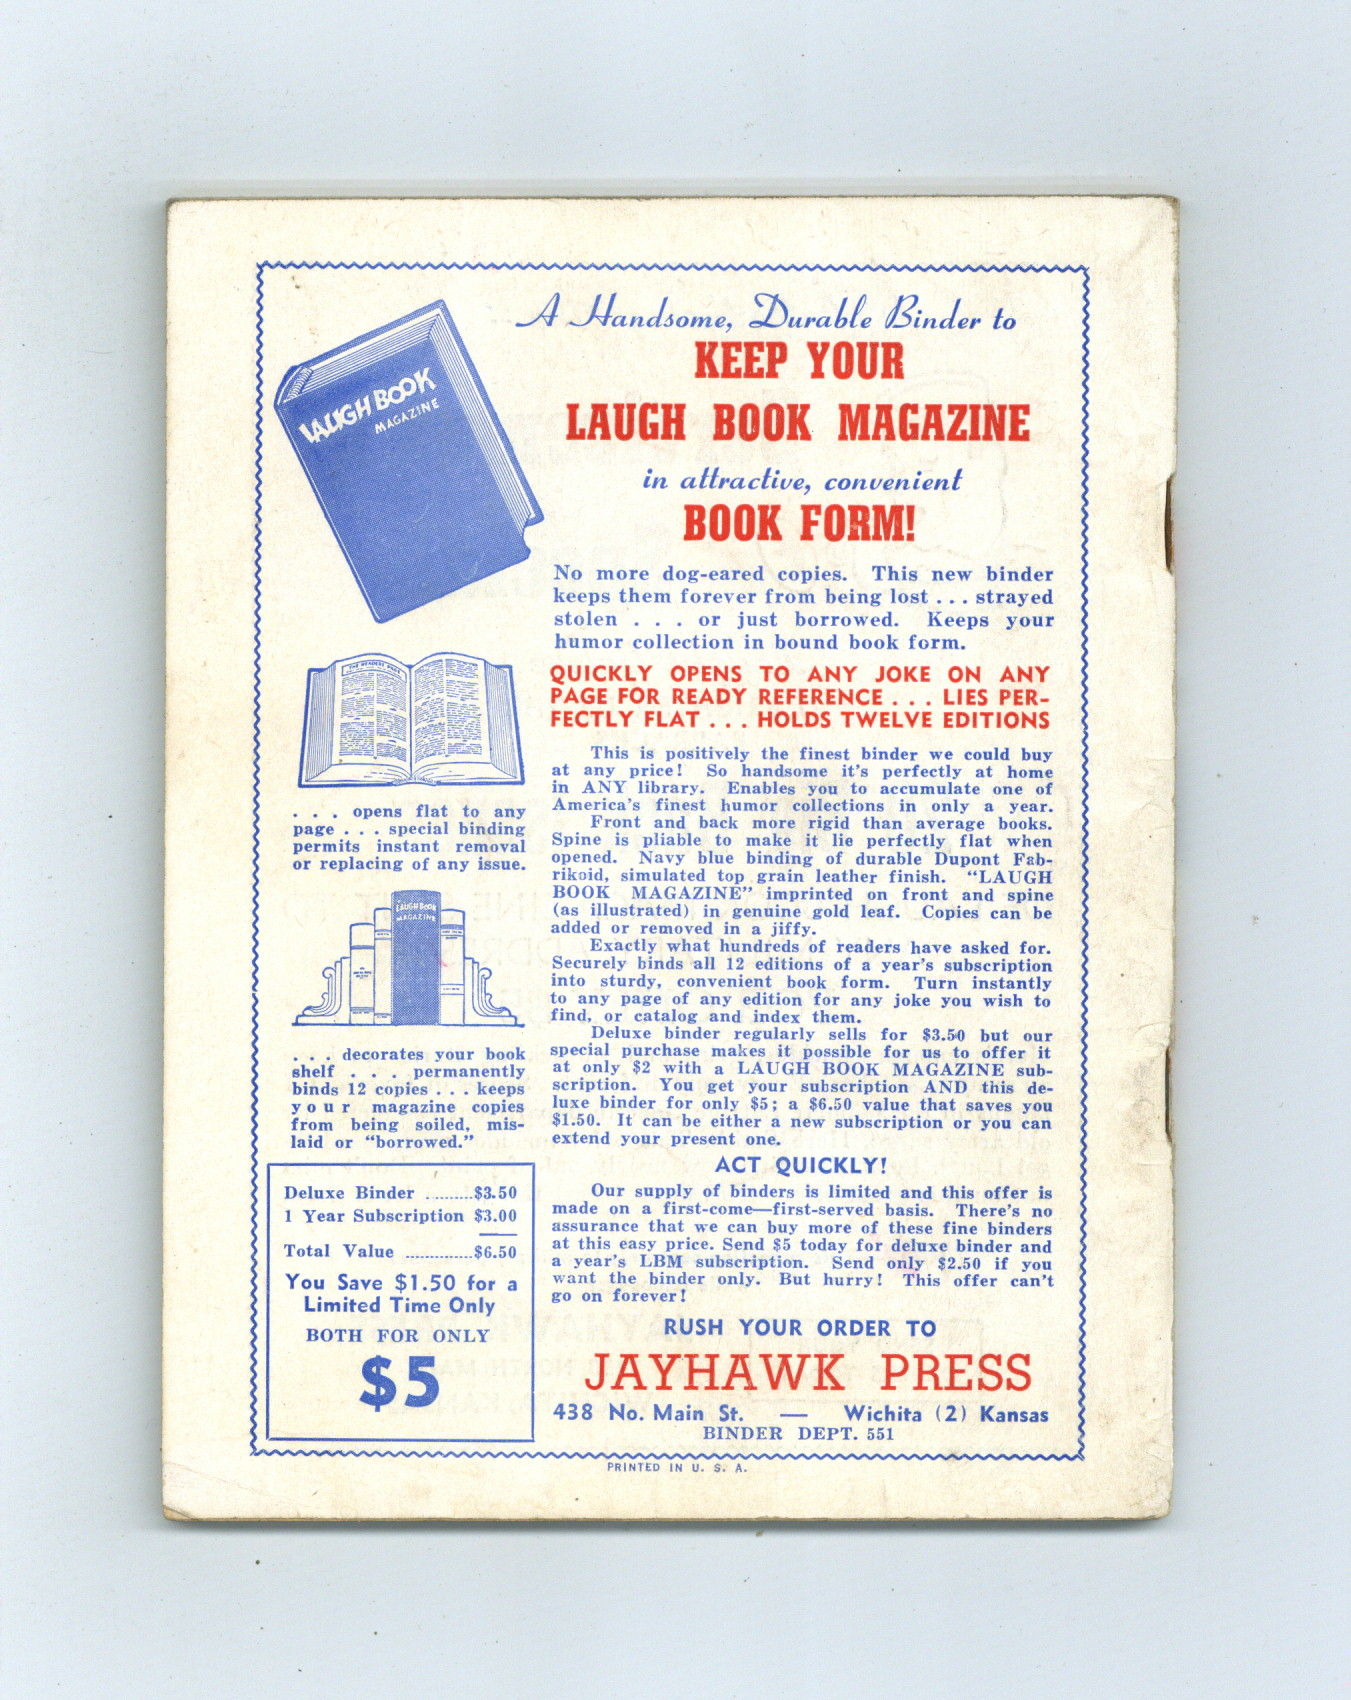 LAUGH BOOK
MAGAZINE
A Handsome, Durable Binder to
KEEP YOUR
LAUGH BOOK MAGAZINE
in attractive, convenient
BOOK FORM!
No more dog-eared copies. This new binder
keeps them forever from being lost . . . strayed
stolen . . . or just borrowed. Keeps your
humor collection in bound book form.
QUICKLY OPENS TO ANY JOKE ON ANY
PAGE FOR READY REFERENCE . . . LIES PER-
FECTLY FLAT . . . HOLDS TWELVE EDITIONS
This is positively the finest binder we could buy
at any price! So handsome it's perfectly at home
in ANY library. Enables you to accumulate one of
America's finest humor collections in only a year.
Front and back more rigid than average books.
Spine is pliable to make it lie perfectly flat when
opened. Navy blue binding of durable Dupont Fab-
rikoid, simulated top grain leather finish. "LAUGH
BOOK MAGAZINE" imprinted on front and spine
(as illustrated) in genuine gold leaf. Copies can be
added or removed in a jiffy.
Exactly what hundreds of readers have asked for.
Securely binds all 12 editions of a year's subscription
into sturdy, convenient book form. Turn instantly
to any page of any edition for any joke you wish to
find, or catalog and index them.
Deluxe binder regularly sells for $3.50 but our
special purchase makes it possible for us to offer it
at only $2 with a LAUGH BOOK MAGAZINE sub-
scription. You get your subscription AND this de-
luxe binder for only $5; a $6.50 value that saves you
$1.50. It can be either a new subscription or you can
extend your present one.
ACT QUICKLY!
Our supply of binders is limited and this offer is
made on a first-come—first-served basis. There's no
assurance that we can buy more of these fine binders
at this easy price. Send $5 today for deluxe binder and
a year's LBM subscription. Send only $2.50 if you
want the binder only. But hurry! This offer can't
go on forever!
RUSH YOUR ORDER TO
JAYHAWK PRESS
438 No. Main St. — Wichita (2) Kansas
BINDER DEPT. 551
THE READERS PAGE
. . . opens flat to any
page . . . special binding
permits instant removal
or replacing of any issue.
LAUGH BOOK
MAGAZINE
. . . decorates your book
shelf . . . permanently
binds 12 copies . . . keeps
your magazine copies
from being soiled, mis-
laid or "borrowed."
Deluxe Binder ..........$3.50
1 Year Subscription $3.00
Total Value ..............$6.50
You Save $1.50 for a
Limited Time Only
BOTH FOR ONLY
$5
PRINTED IN U. S. A.